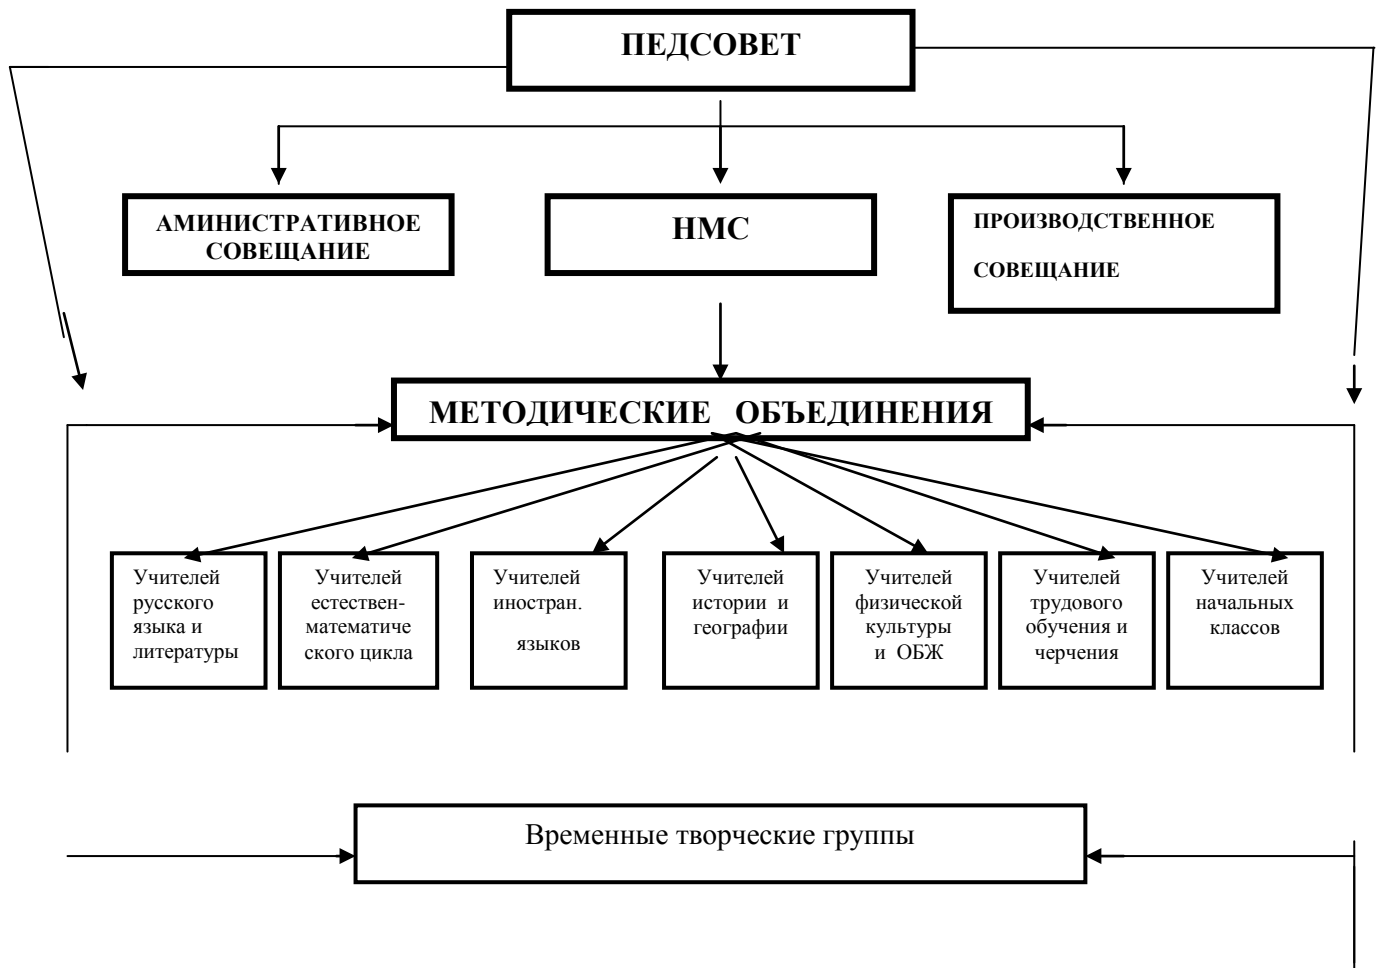 ПЕДСОВЕТ
АМИНИСТРАТИВНОЕ
СОВЕЩАНИЕ
НМС
ПРОИЗВОДСТВЕННОЕ
СОВЕЩАНИЕ
МЕТОДИЧЕСКИЕ ОБЪЕДИНЕНИЯ
Учителей
русского
языка и
литературы
Учителей
естествен-
математиче
ского цикла
Учителей
иностран.
языков
Учителей
истории и
географии
Учителей
физической
культуры
и ОБЖ
Учителей
трудового
обучения и
черчения
Учителей
начальных
классов
Временные творческие группы